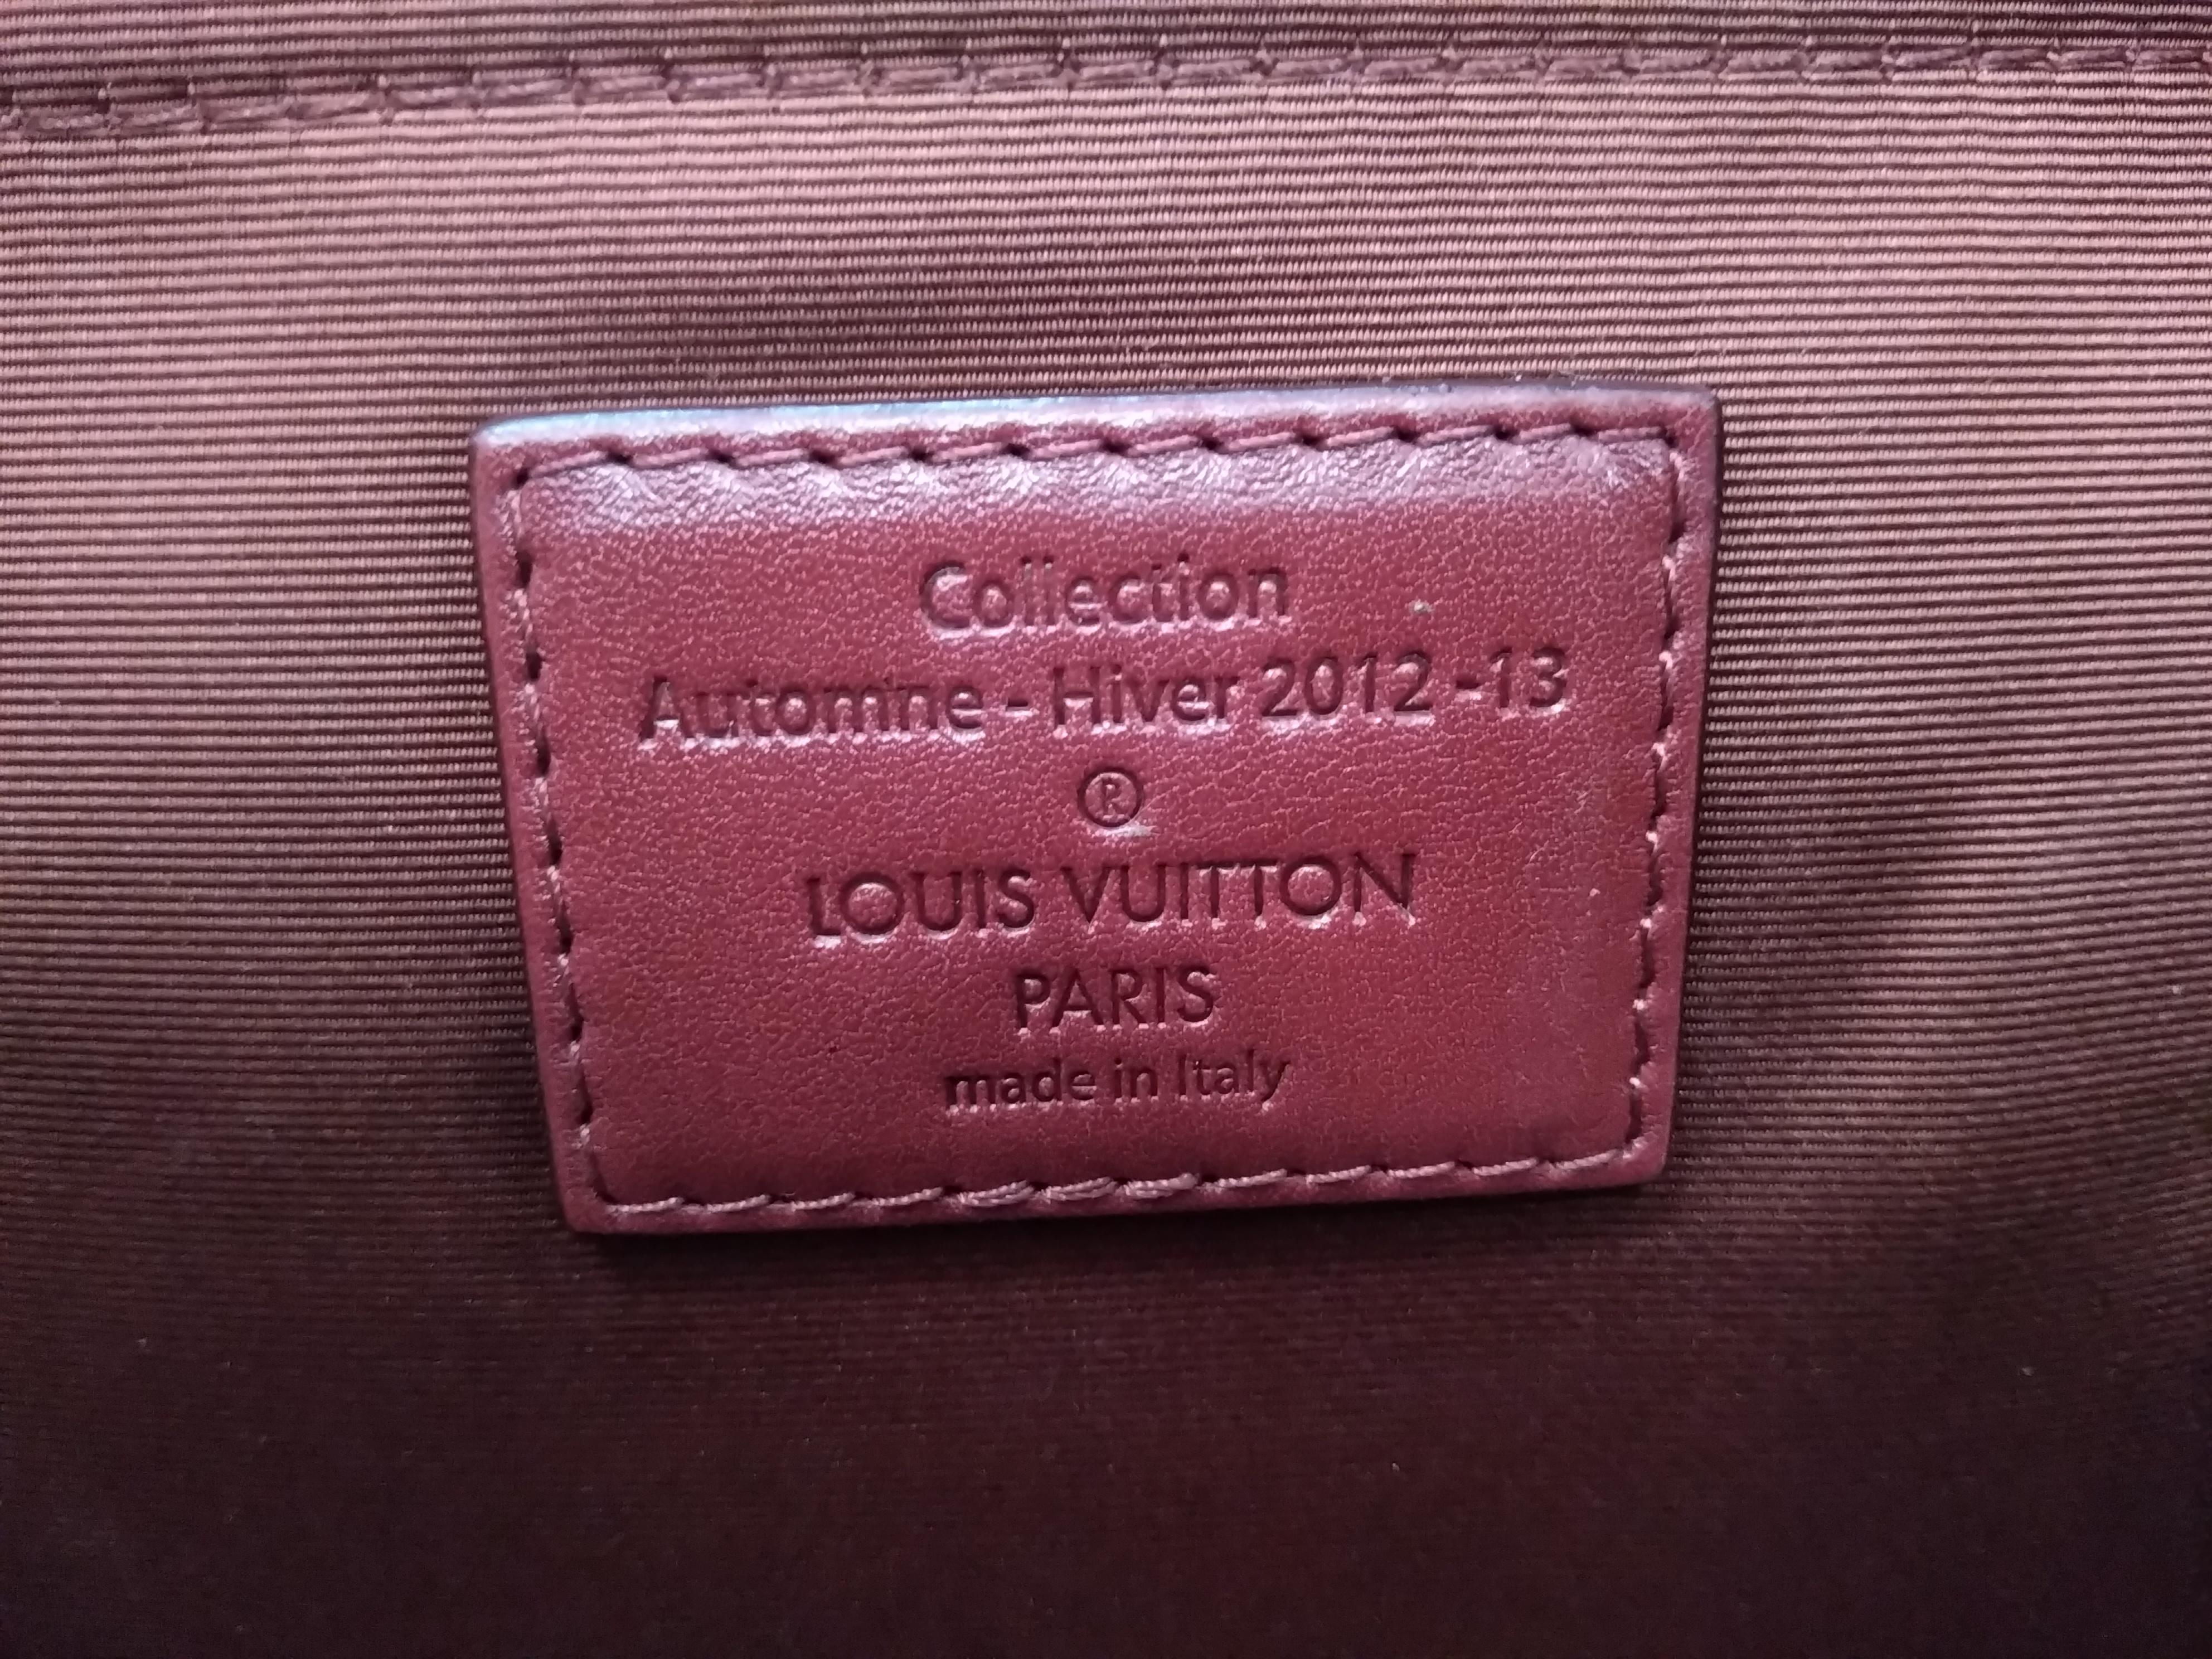 Collection
Automne - Hiver 2012 -13
®
LOUIS VUITTON
PARIS
made in Italy